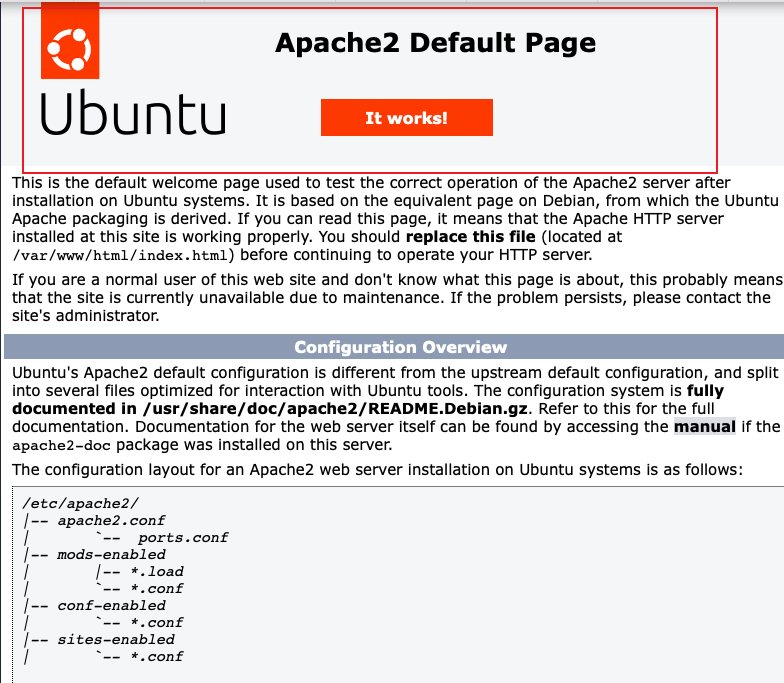 Apache2 Default Page
Ubuntu
It works!
This is the default welcome page used to test the correct operation of the Apache2 server after
installation on Ubuntu systems. It is based on the equivalent page on Debian, from which the Ubuntu
Apache packaging is derived. If you can read this page, it means that the Apache HTTP server
installed at this site is working properly. You should replace this file (located at
/var/www/html/index.html) before continuing to operate your HTTP server.
If you are a normal user of this web site and don't know what this page is about, this probably means
that the site is currently unavailable due to maintenance. If the problem persists, please contact the
site's administrator.
Configuration Overview
Ubuntu's Apache2 default configuration is different from the upstream default configuration, and split
into several files optimized for interaction with Ubuntu tools. The configuration system is fully
documented in /usr/share/doc/apache2/README.Debian.gz. Refer to this for the full
documentation. Documentation for the web server itself can be found by accessing the manual if the
apache2-doc package was installed on this server.
The configuration layout for an Apache2 web server installation on Ubuntu systems is as follows:
/etc/apache2/
|-- apache2.conf
|       `--  ports.conf
|-- mods-enabled
|       |-- *.load
|       `-- *.conf
|-- conf-enabled
|       `-- *.conf
|-- sites-enabled
|       `-- *.conf